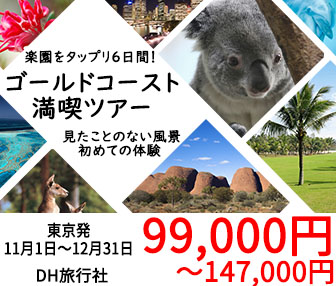 楽園をタップリ6日間!
ゴールドコースト
満喫ツアー
見たことのない風景
初めての体験
東京発
11月1日～12月31日
DH旅行社
99,000円
～147,000円